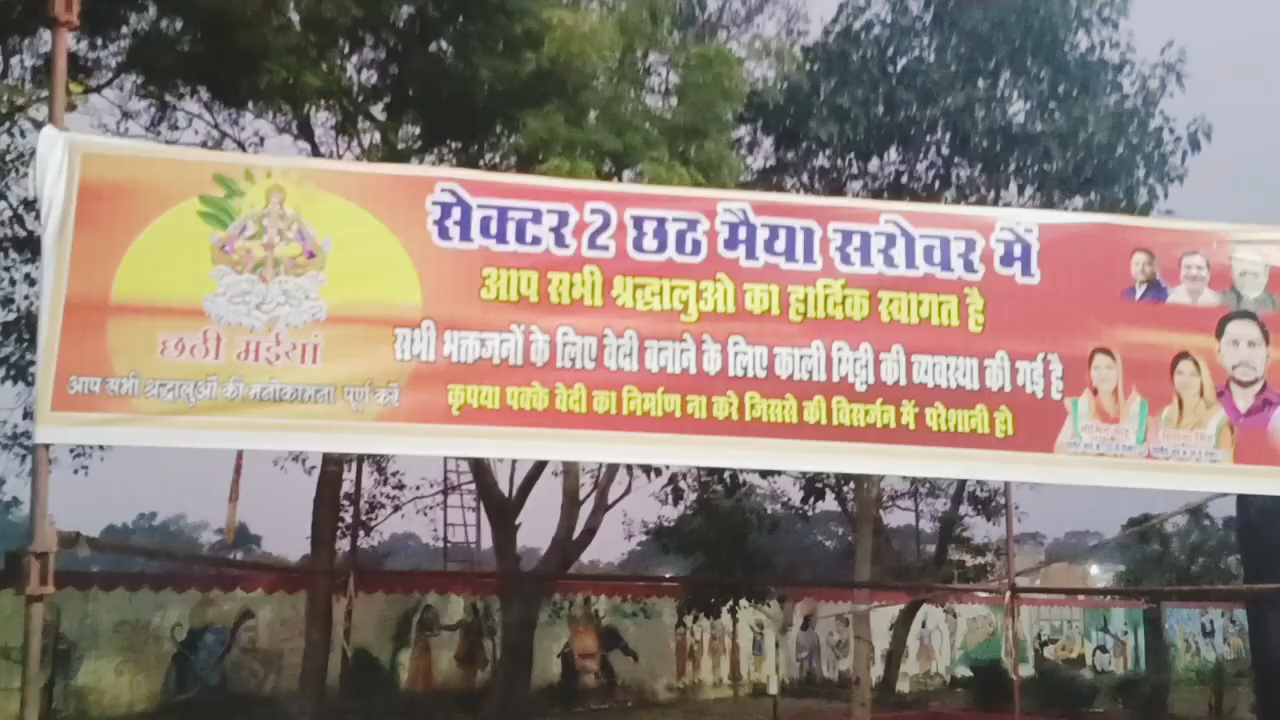 सेक्टर 2 छठ मैया सरोवर में
आप सभी श्रद्धालुओ का हार्दिक स्वागत है
सभी भक्तजनों के लिए वेदी बनाने के लिए काली मिट्टी की व्यवस्था की गई है
कृपया पक्के वेदी का निर्माण ना करे जिससे की विसर्जन में परेशानी हो
छठी मईयां
आप सभी श्रद्धालुओं की मनोकामना पूर्ण करें